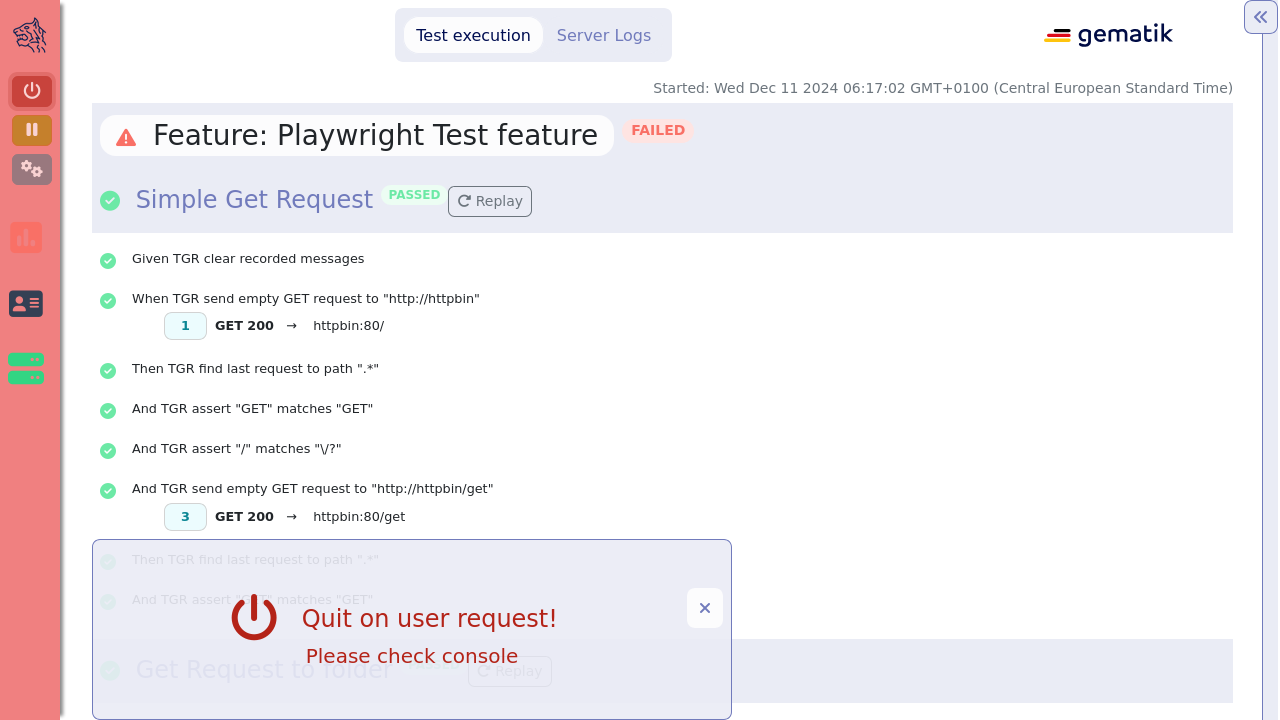 Test execution
Server Logs
gematik
Started: Wed Dec 11 2024 06:17:02 GMT+0100 (Central European Standard Time)
Feature: Playwright Test feature FAILED
Simple Get Request PASSED Replay
Given TGR clear recorded messages
When TGR send empty GET request to "http://httpbin"
1 GET 200 → httpbin:80/
Then TGR find last request to path ".*"
And TGR assert "GET" matches "GET"
And TGR assert "/" matches "\/?"
And TGR send empty GET request to "http://httpbin/get"
3 GET 200 → httpbin:80/get
Then TGR find last request to path ".*"
And TGR assert "GET" matches "GET"
Quit on user request!
Please check console
Get Request to folder Replay